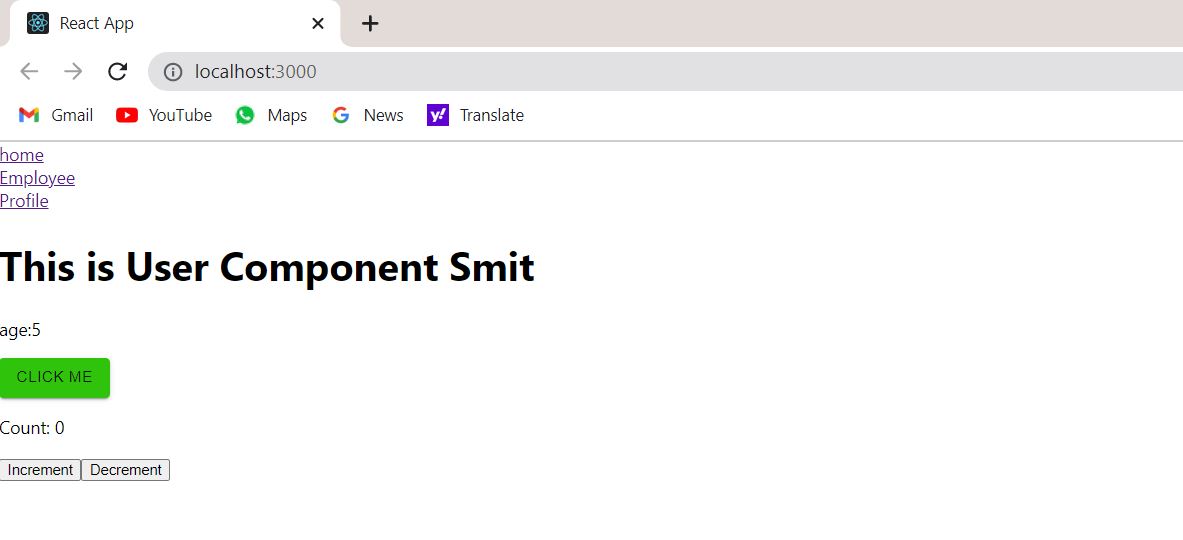 React App
localhost:3000
Gmail YouTube Maps News y! Translate
home
Employee
Profile
This is User Component Smit
age:5
CLICK ME
Count: 0
Increment Decrement